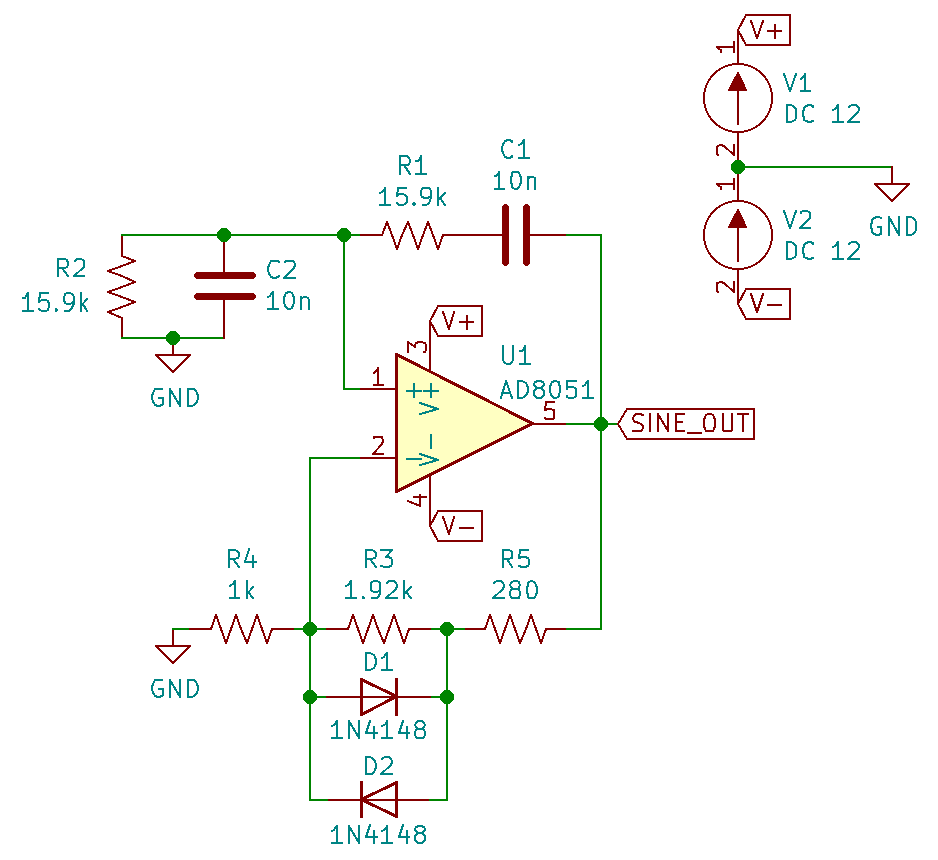 V+
1
V1
DC 12
2
1
V2
DC 12
2
V−
GND
C1
10n
R1
15.9k
R2
15.9k
C2
10n
GND
V+
3
U1
AD8051
1
+
V+
5
SINE_OUT
2
−
V−
4
V−
R4
1k
R3
1.92k
R5
280
GND
D1
1N4148
D2
1N4148